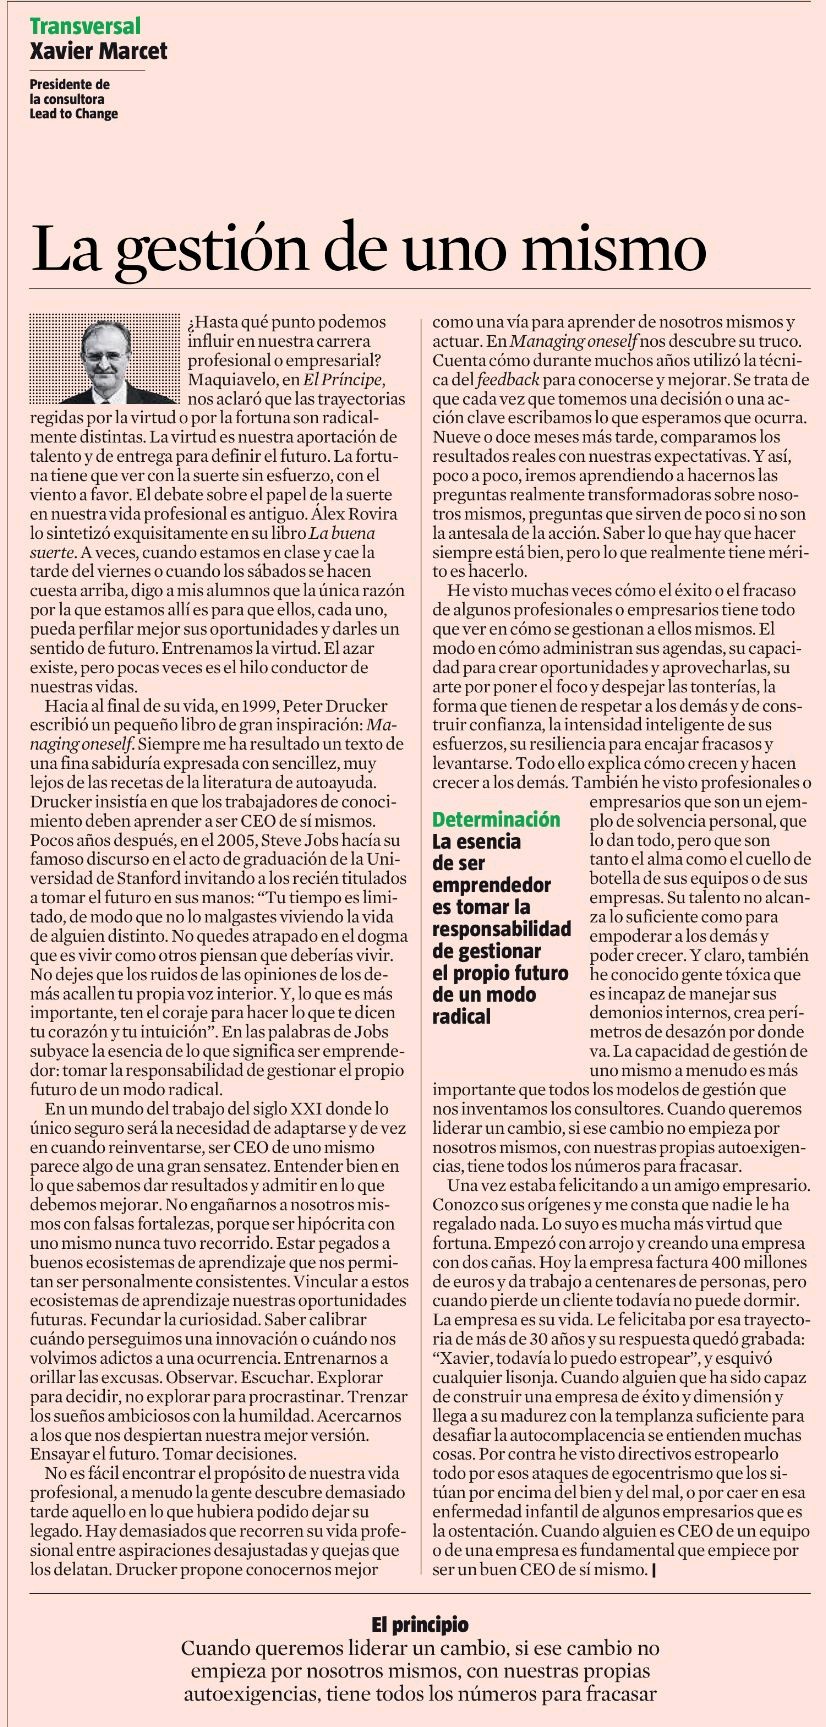 Transversal
Xavier Marcet
Presidente de
la consultora
Lead to Change
La gestión de uno mismo
¿Hasta qué punto podemos
influir en nuestra carrera
profesional o empresarial?
Maquiavelo, en El Príncipe,
nos aclaró que las trayectorias
regidas por la virtud o por la fortuna son radical-
mente distintas. La virtud es nuestra aportación de
talento y de entrega para definir el futuro. La fortu-
na tiene que ver con la suerte sin esfuerzo, con el
viento a favor. El debate sobre el papel de la suerte
en nuestra vida profesional es antiguo. Álex Rovira
lo sintetizó exquisitamente en su libro La buena
suerte. A veces, cuando estamos en clase y cae la
tarde del viernes o cuando los sábados se hacen
cuesta arriba, digo a mis alumnos que la única razón
por la que estamos allí es para que ellos, cada uno,
pueda perfilar mejor sus oportunidades y darles un
sentido de futuro. Entrenamos la virtud. El azar
existe, pero pocas veces es el hilo conductor de
nuestras vidas.
Hacia al final de su vida, en 1999, Peter Drucker
escribió un pequeño libro de gran inspiración: Ma-
naging oneself. Siempre me ha resultado un texto de
una fina sabiduría expresada con sencillez, muy
lejos de las recetas de la literatura de autoayuda.
Drucker insistía en que los trabajadores de conoci-
miento deben aprender a ser CEO de sí mismos.
Pocos años después, en el 2005, Steve Jobs hacía su
famoso discurso en el acto de graduación de la Uni-
versidad de Stanford invitando a los recién titulados
a tomar el futuro en sus manos: “Tu tiempo es limi-
tado, de modo que no lo malgastes viviendo la vida
de alguien distinto. No quedes atrapado en el dogma
que es vivir como otros piensan que deberías vivir.
No dejes que los ruidos de las opiniones de los de-
más acallen tu propia voz interior. Y, lo que es más
importante, ten el coraje para hacer lo que te dicen
tu corazón y tu intuición”. En las palabras de Jobs
subyace la esencia de lo que significa ser emprende-
dor: tomar la responsabilidad de gestionar el propio
futuro de un modo radical.
En un mundo del trabajo del siglo XXI donde lo
único seguro será la necesidad de adaptarse y de vez
en cuando reinventarse, ser CEO de uno mismo
parece algo de una gran sensatez. Entender bien en
lo que sabemos dar resultados y admitir en lo que
debemos mejorar. No engañarnos a nosotros mis-
mos con falsas fortalezas, porque ser hipócrita con
uno mismo nunca tuvo recorrido. Estar pegados a
buenos ecosistemas de aprendizaje que nos permi-
tan ser personalmente consistentes. Vincular a estos
ecosistemas de aprendizaje nuestras oportunidades
futuras. Fecundar la curiosidad. Saber calibrar
cuándo perseguimos una innovación o cuándo nos
volvimos adictos a una ocurrencia. Entrenarnos a
orillar las excusas. Observar. Escuchar. Explorar
para decidir, no explorar para procrastinar. Trenzar
los sueños ambiciosos con la humildad. Acercarnos
a los que nos despiertan nuestra mejor versión.
Ensayar el futuro. Tomar decisiones.
No es fácil encontrar el propósito de nuestra vida
profesional, a menudo la gente descubre demasiado
tarde aquello en lo que hubiera podido dejar su
legado. Hay demasiados que recorren su vida profe-
sional entre aspiraciones desajustadas y quejas que
los delatan. Drucker propone conocernos mejor
como una vía para aprender de nosotros mismos y
actuar. En Managing oneself nos descubre su truco.
Cuenta cómo durante muchos años utilizó la técni-
ca del feedback para conocerse y mejorar. Se trata de
que cada vez que tomemos una decisión o una ac-
ción clave escribamos lo que esperamos que ocurra.
Nueve o doce meses más tarde, comparamos los
resultados reales con nuestras expectativas. Y así,
poco a poco, iremos aprendiendo a hacernos las
preguntas realmente transformadoras sobre noso-
tros mismos, preguntas que sirven de poco si no son
la antesala de la acción. Saber lo que hay que hacer
siempre está bien, pero lo que realmente tiene méri-
to es hacerlo.
He visto muchas veces cómo el éxito o el fracaso
de algunos profesionales o empresarios tiene todo
que ver en cómo se gestionan a ellos mismos. El
modo en cómo administran sus agendas, su capaci-
dad para crear oportunidades y aprovecharlas, su
arte por poner el foco y despejar las tonterías, la
forma que tienen de respetar a los demás y de cons-
truir confianza, la intensidad inteligente de sus
esfuerzos, su resiliencia para encajar fracasos y
levantarse. Todo ello explica cómo crecen y hacen
crecer a los demás. También he visto profesionales o
empresarios que son un ejem-
plo de solvencia personal, que
lo dan todo, pero que son
tanto el alma como el cuello de
botella de sus equipos o de sus
empresas. Su talento no alcan-
za lo suficiente como para
empoderar a los demás y
poder crecer. Y claro, también
he conocido gente tóxica que
es incapaz de manejar sus
demonios internos, crea perí-
metros de desazón por donde
va. La capacidad de gestión de
uno mismo a menudo es más
importante que todos los modelos de gestión que
nos inventamos los consultores. Cuando queremos
liderar un cambio, si ese cambio no empieza por
nosotros mismos, con nuestras propias autoexigen-
cias, tiene todos los números para fracasar.
Una vez estaba felicitando a un amigo empresario.
Conozco sus orígenes y me consta que nadie le ha
regalado nada. Lo suyo es mucha más virtud que
fortuna. Empezó con arrojo y creando una empresa
con dos cañas. Hoy la empresa factura 400 millones
de euros y da trabajo a centenares de personas, pero
cuando pierde un cliente todavía no puede dormir.
La empresa es su vida. Le felicitaba por esa trayecto-
ria de más de 30 años y su respuesta quedó grabada:
“Xavier, todavía lo puedo estropear”, y esquivó
cualquier lisonja. Cuando alguien que ha sido capaz
de construir una empresa de éxito y dimensión y
llega a su madurez con la templanza suficiente para
desafiar la autocomplacencia se entienden muchas
cosas. Por contra he visto directivos estropearlo
todo por esos ataques de egocentrismo que los si-
túan por encima del bien y del mal, o por caer en esa
enfermedad infantil de algunos empresarios que es
la ostentación. Cuando alguien es CEO de un equipo
o de una empresa es fundamental que empiece por
ser un buen CEO de sí mismo.
Determinación
La esencia
de ser
emprendedor
es tomar la
responsabilidad
de gestionar
el propio futuro
de un modo
radical
El principio
Cuando queremos liderar un cambio, si ese cambio no
empieza por nosotros mismos, con nuestras propias
autoexigencias, tiene todos los números para fracasar